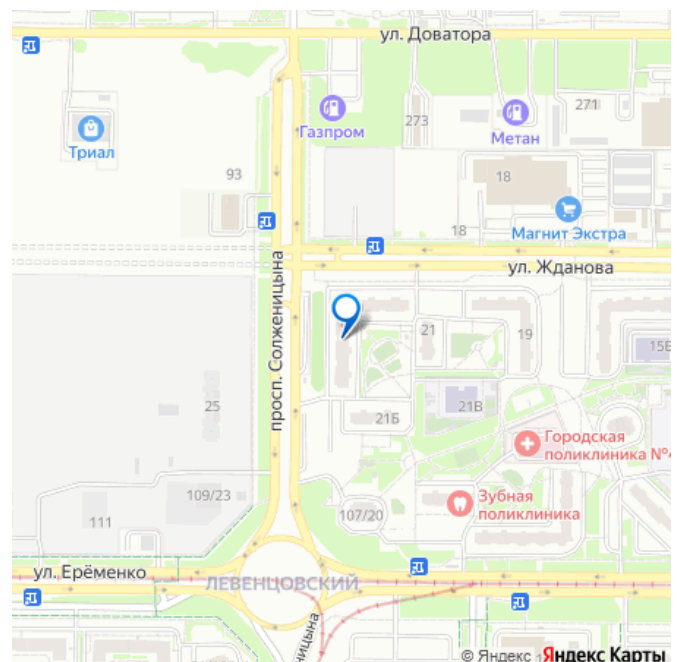 ул. Доватора
Газпром
273
Метан
271
Триал
93
18
Магнит Экстра
18
ул. Жданова
просп. Солженицына
21
19
15Б
25
21Б
21В
Городская
поликлиника №4
109/23
Зубная
поликлиника
107/20
111
ул. Ерёменко
ЛЕВЕНЦОВСКИЙ
© Яндекс Яндекс Карты